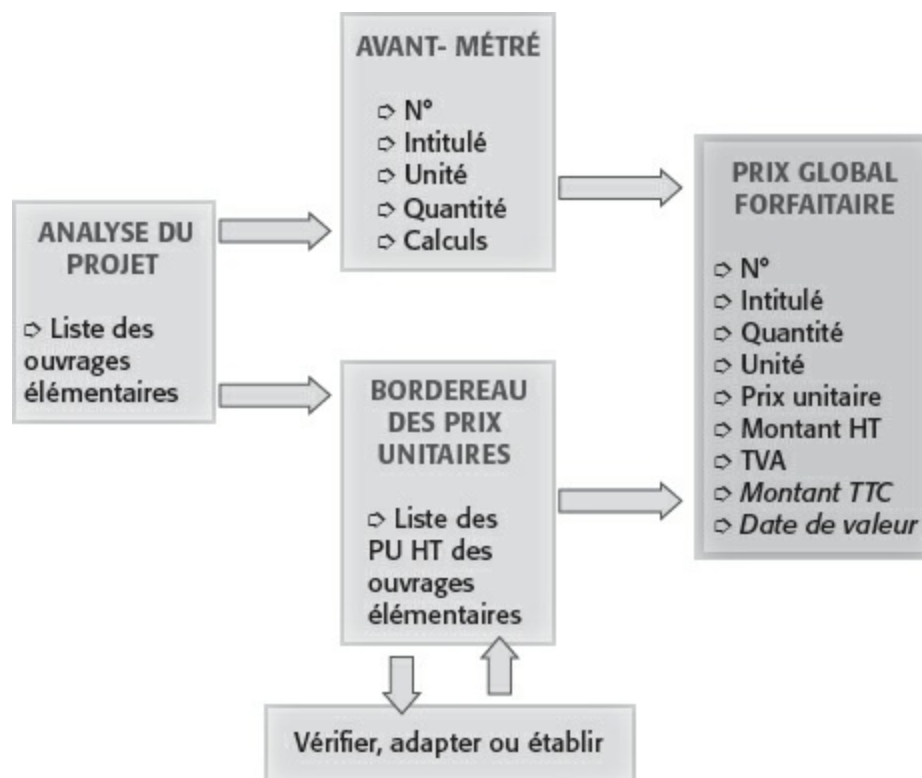 ANALYSE DU
PROJET
➩ Liste des
ouvrages
élémentaires
AVANT- MÉTRÉ
➩ N°
➩ Intitulé
➩ Unité
➩ Quantité
➩ Calculs
BORDEREAU
DES PRIX
UNITAIRES
➩ Liste des
PU HT des
ouvrages
élémentaires
Vérifier, adapter ou établir
PRIX GLOBAL
FORFAITAIRE
➩ N°
➩ Intitulé
➩ Quantité
➩ Unité
➩ Prix unitaire
➩ Montant HT
➩ TVA
➩ Montant TTC
➩ Date de valeur